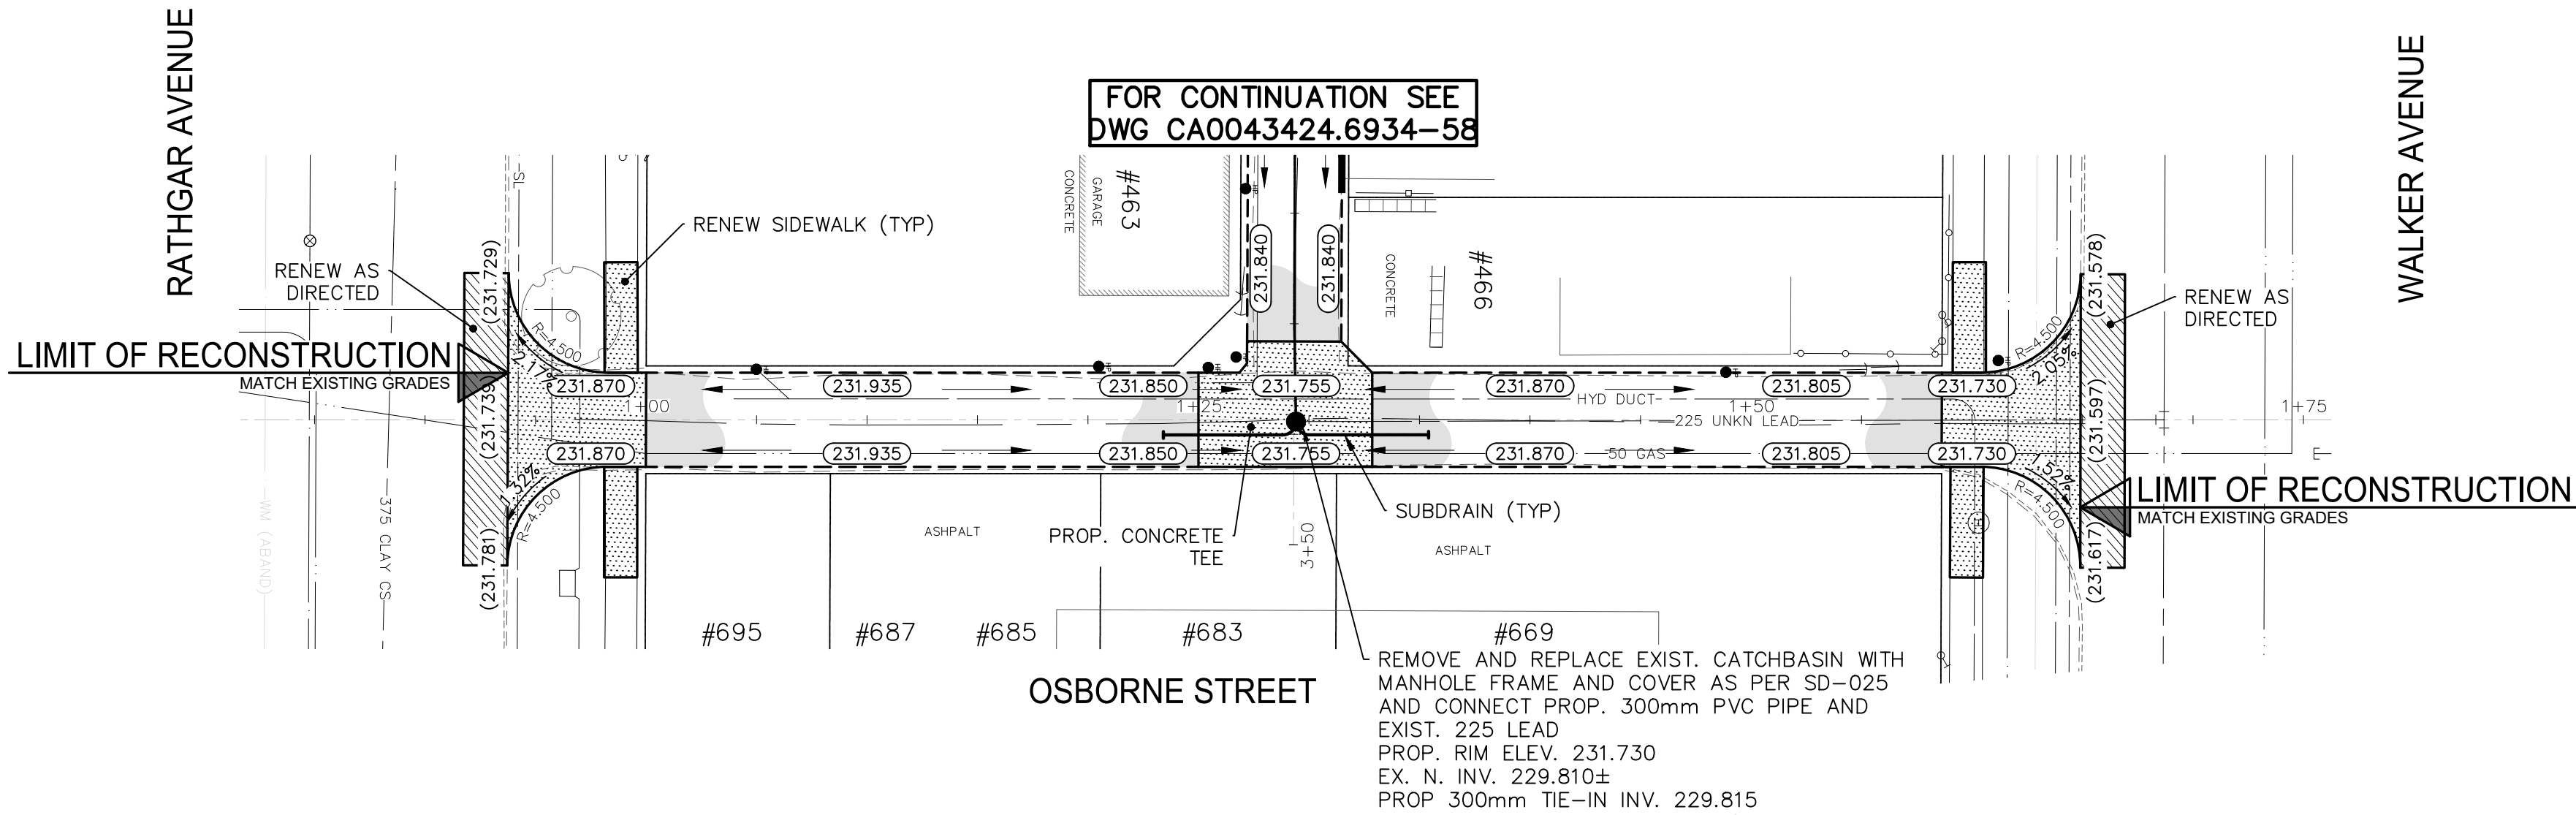 RATHGAR AVENUE
WALKER AVENUE
FOR CONTINUATION SEE
DWG CA0043424.6934-58
SL
RENEW SIDEWALK (TYP)
RENEW AS
DIRECTED
LIMIT OF RECONSTRUCTION
MATCH EXISTING GRADES
(231.729)
(231.781)
R=4.500
2.17%
1.32%
R=4.500
WM (ABAND)
375 CLAY CS
CONCRETE
GARAGE
#463
231.840
231.840
CONCRETE
#466
231.870
231.935
231.850
231.755
231.870
231.805
231.730
1+00
1+25
1+50
1+75
HYD DUCT
225 UNKN LEAD
231.870
231.935
231.850
231.755
231.870
50 GAS
231.805
231.730
E
(231.578)
(231.597)
(231.617)
R=4.500
2.05%
1.52%
R=4.500
RENEW AS
DIRECTED
LIMIT OF RECONSTRUCTION
MATCH EXISTING GRADES
ASHPALT
PROP. CONCRETE
TEE
3+50
SUBDRAIN (TYP)
ASHPALT
#695
#687
#685
#683
#669
OSBORNE STREET
REMOVE AND REPLACE EXIST. CATCHBASIN WITH
MANHOLE FRAME AND COVER AS PER SD-025
AND CONNECT PROP. 300mm PVC PIPE AND
EXIST. 225 LEAD
PROP. RIM ELEV. 231.730
EX. N. INV. 229.810±
PROP 300mm TIE-IN INV. 229.815